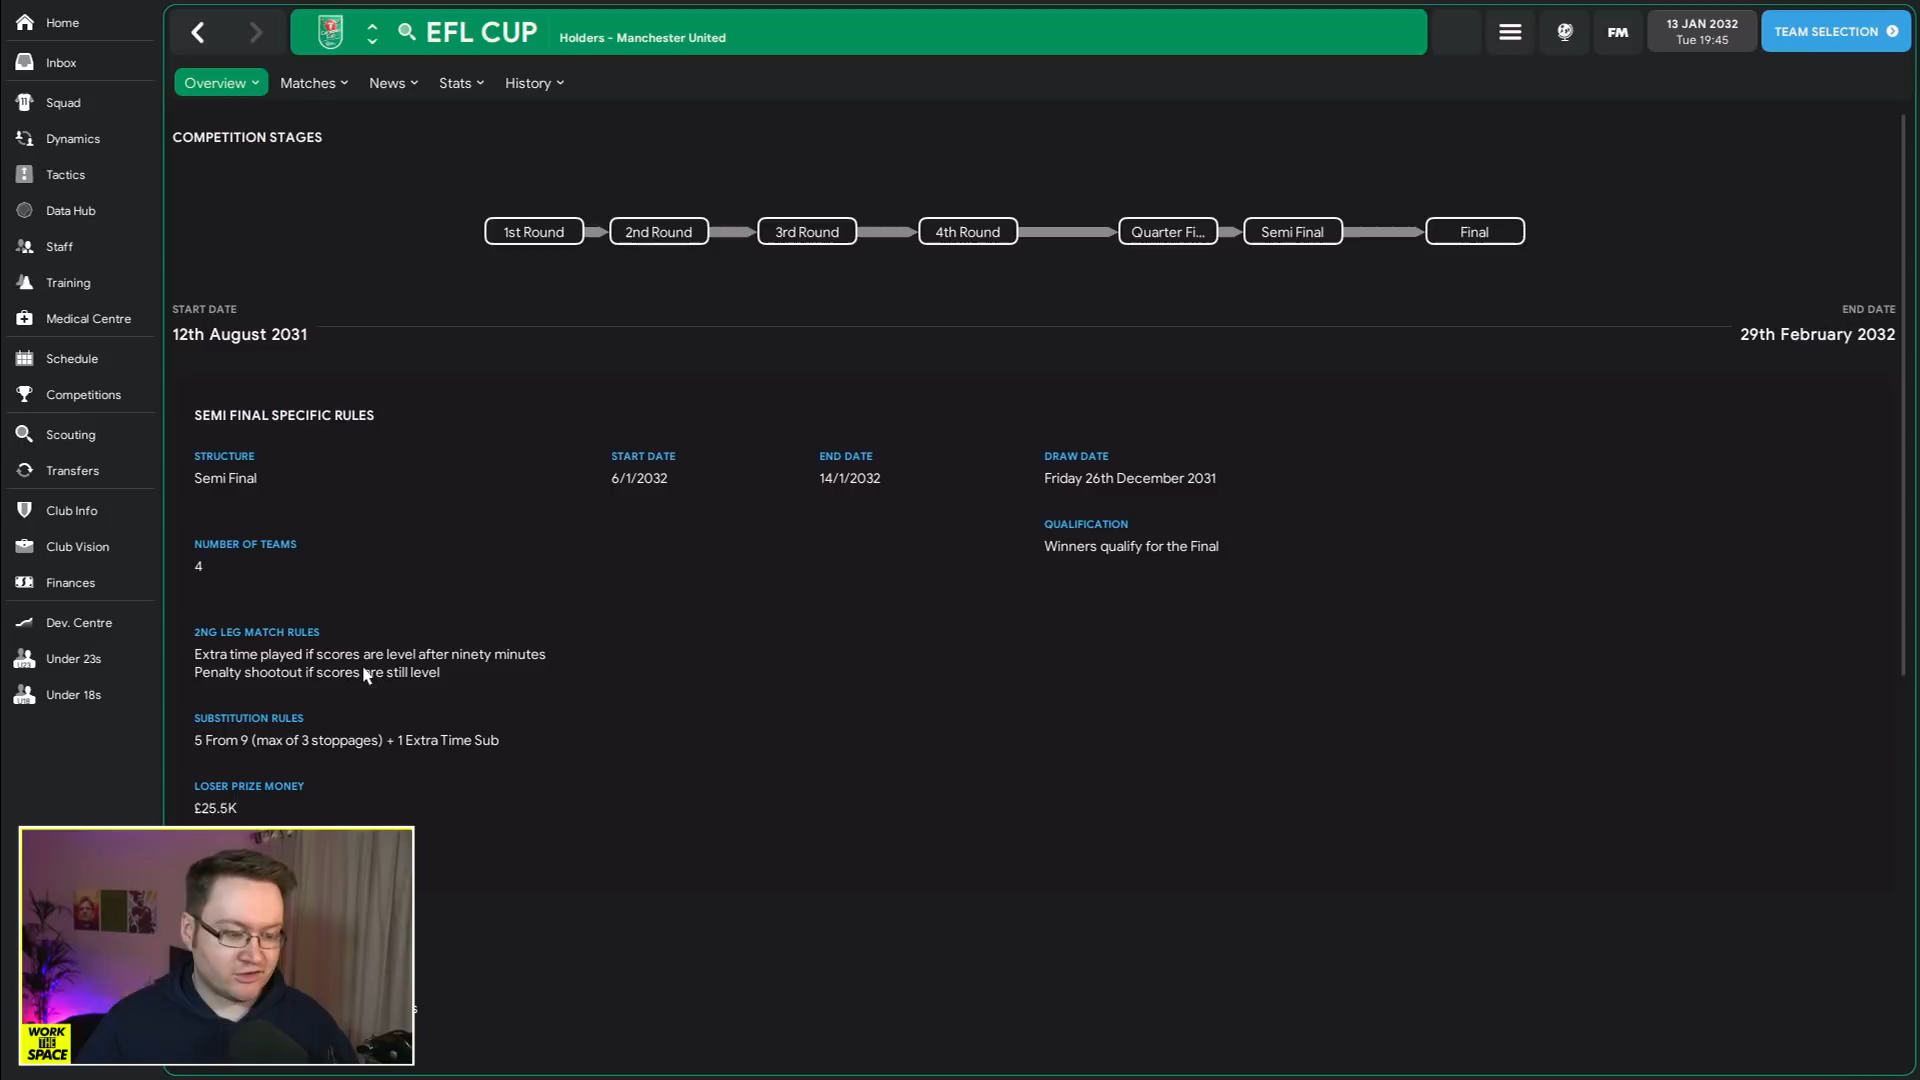 Home
EFL CUP
Holders - Manchester United
FM
13 JAN 2032
Tue 19:45
TEAM SELECTION
Inbox
Overview
Matches
News
Stats
History
Squad
Dynamics
Tactics
Data Hub
Staff
Training
Medical Centre
Schedule
Competitions
Scouting
Transfers
Club Info
Club Vision
Finances
Dev. Centre
Under 23s
Under 18s
COMPETITION STAGES
1st Round
2nd Round
3rd Round
4th Round
Quarter Fi...
Semi Final
Final
START DATE
12th August 2031
END DATE
29th February 2032
SEMI FINAL SPECIFIC RULES
STRUCTURE
Semi Final
START DATE
6/1/2032
END DATE
14/1/2032
DRAW DATE
Friday 26th December 2031
QUALIFICATION
Winners qualify for the Final
NUMBER OF TEAMS
4
2NG LEG MATCH RULES
Extra time played if scores are level after ninety minutes
Penalty shootout if scores are still level
SUBSTITUTION RULES
5 From 9 (max of 3 stoppages) + 1 Extra Time Sub
LOSER PRIZE MONEY
£25.5K
WORK
THE
SPACE